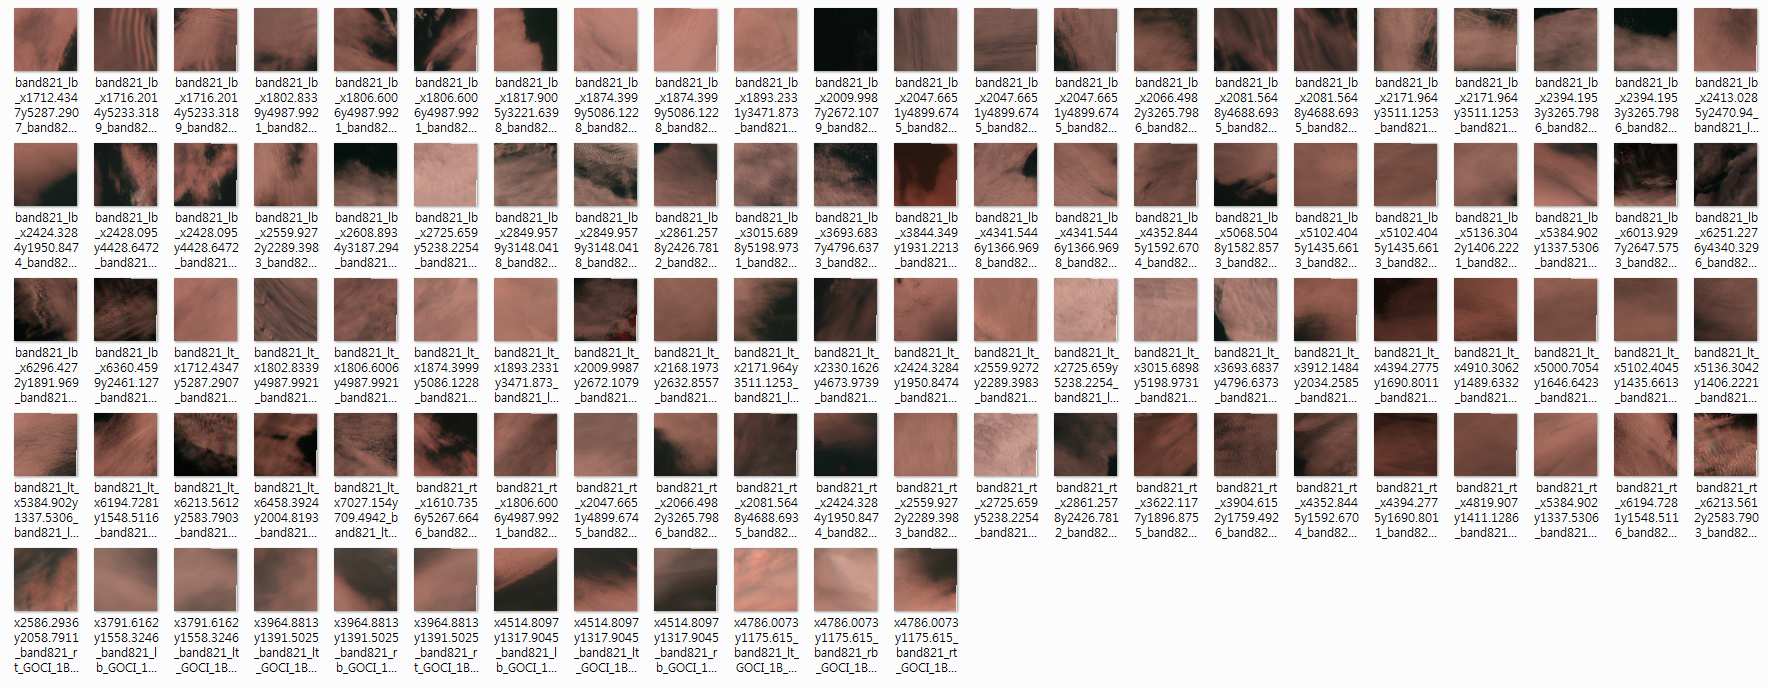 band821_lb
_x1712.434
7y5287.290
7_band82...
band821_lb
_x1716.201
4y5233.318
9_band82...
band821_lb
_x1716.201
4y5233.318
9_band82...
band821_lb
_x1802.833
9y4987.992
1_band82...
band821_lb
_x1806.600
6y4987.992
1_band82...
band821_lb
_x1806.600
6y4987.992
1_band82...
band821_lb
_x1817.900
5y3221.639
8_band82...
band821_lb
_x1874.399
9y5086.122
8_band82...
band821_lb
_x1874.399
9y5086.122
8_band82...
band821_lb
_x1893.233
1y3471.873
_band821...
band821_lb
_x2009.998
7y2672.107
9_band82...
band821_lb
_x2047.665
1y4899.674
5_band82...
band821_lb
_x2047.665
1y4899.674
5_band82...
band821_lb
_x2047.665
1y4899.674
5_band82...
band821_lb
_x2066.498
2y3265.798
6_band82...
band821_lb
_x2081.564
8y4688.693
5_band82...
band821_lb
_x2081.564
8y4688.693
5_band82...
band821_lb
_x2171.964
y3511.1253
_band821...
band821_lb
_x2171.964
y3511.1253
_band821...
band821_lb
_x2394.195
3y3265.798
6_band82...
band821_lb
_x2394.195
3y3265.798
6_band82...
band821_lb
_x2413.028
5y2470.94_
band821_l...
band821_lb
_x2424.328
4y1950.847
4_band82...
band821_lb
_x2428.095
y4428.6472
_band821...
band821_lb
_x2428.095
y4428.6472
_band821...
band821_lb
_x2559.927
2y2289.398
3_band82...
band821_lb
_x2608.893
4y3187.294
_band821...
band821_lb
_x2725.659
y5238.2254
_band821...
band821_lb
_x2849.957
9y3148.041
8_band82...
band821_lb
_x2849.957
9y3148.041
8_band82...
band821_lb
_x2861.257
8y2426.781
2_band82...
band821_lb
_x3015.689
8y5198.973
1_band82...
band821_lb
_x3693.683
7y4796.637
3_band82...
band821_lb
_x3844.349
y1931.2213
_band821...
band821_lb
_x4341.544
6y1366.969
8_band82...
band821_lb
_x4341.544
6y1366.969
8_band82...
band821_lb
_x4352.844
5y1592.670
4_band82...
band821_lb
_x5068.504
8y1582.857
3_band82...
band821_lb
_x5102.404
5y1435.661
3_band82...
band821_lb
_x5102.404
5y1435.661
3_band82...
band821_lb
_x5136.304
2y1406.222
1_band82...
band821_lb
_x5384.902
y1337.5306
_band821...
band821_lb
_x6013.929
7y2647.575
3_band82...
band821_lb
_x6251.227
6y4340.329
6_band82...
band821_lb
_x6296.427
2y1891.969
_band821...
band821_lb
_x6360.459
9y2461.127
_band821...
band821_lt_
x1712.4347
y5287.2907
_band821...
band821_lt_
x1802.8339
y4987.9921
_band821...
band821_lt_
x1806.6006
y4987.9921
_band821...
band821_lt_
x1874.3999
y5086.1228
_band821...
band821_lt_
x1893.2331
y3471.873_
band821_l...
band821_lt_
x2009.9987
y2672.1079
_band821...
band821_lt_
x2168.1973
y2632.8557
_band821...
band821_lt_
x2171.964y
3511.1253_
band821_l...
band821_lt_
x2330.1626
y4673.9739
_band821...
band821_lt_
x2424.3284
y1950.8474
_band821...
band821_lt_
x2559.9272
y2289.3983
_band821...
band821_lt_
x2725.659y
5238.2254_
band821_l...
band821_lt_
x3015.6898
y5198.9731
_band821...
band821_lt_
x3693.6837
y4796.6373
_band821...
band821_lt_
x3912.1484
y2034.2585
_band821...
band821_lt_
x4394.2775
y1690.8011
_band821...
band821_lt_
x4910.3062
y1489.6332
_band821...
band821_lt_
x5000.7054
y1646.6423
_band821...
band821_lt_
x5102.4045
y1435.6613
_band821...
band821_lt_
x5136.3042
y1406.2221
_band821...
band821_lt_
x5384.902y
1337.5306_
band821_l...
band821_lt_
x6194.7281
y1548.5116
_band821...
band821_lt_
x6213.5612
y2583.7903
_band821...
band821_lt_
x6458.3924
y2004.8193
_band821...
band821_lt_
x7027.154y
709.4942_b
and821_lt...
band821_rt
_x1610.735
6y5267.664
6_band82...
band821_rt
_x1806.600
6y4987.992
1_band82...
band821_rt
_x2047.665
1y4899.674
5_band82...
band821_rt
_x2066.498
2y3265.798
6_band82...
band821_rt
_x2081.564
8y4688.693
5_band82...
band821_rt
_x2424.328
4y1950.847
4_band82...
band821_rt
_x2559.927
2y2289.398
3_band82...
band821_rt
_x2725.659
y5238.2254
_band821...
band821_rt
_x2861.257
8y2426.781
2_band82...
band821_rt
_x3622.117
7y1896.875
5_band82...
band821_rt
_x3904.615
2y1759.492
6_band82...
band821_rt
_x4352.844
5y1592.670
4_band82...
band821_rt
_x4394.277
5y1690.801
1_band82...
band821_rt
_x4819.907
y1411.1286
_band821...
band821_rt
_x5384.902
y1337.5306
_band821...
band821_rt
_x6194.728
1y1548.511
6_band82...
band821_rt
_x6213.561
2y2583.790
3_band82...
x2586.2936
y2058.7911
_band821_r
t_GOCI_1B...
x3791.6162
y1558.3246
_band821_l
b_GOCI_1...
x3791.6162
y1558.3246
_band821_lt
_GOCI_1B...
x3964.8813
y1391.5025
_band821_lt
_GOCI_1B...
x3964.8813
y1391.5025
_band821_r
b_GOCI_1...
x3964.8813
y1391.5025
_band821_r
t_GOCI_1B...
x4514.8097
y1317.9045
_band821_l
b_GOCI_1...
x4514.8097
y1317.9045
_band821_lt
_GOCI_1B...
x4514.8097
y1317.9045
_band821_r
b_GOCI_1...
x4786.0073
y1175.615_
band821_lt_
GOCI_1B...
x4786.0073
y1175.615_
band821_rb
_GOCI_1B...
x4786.0073
y1175.615_
band821_rt
_GOCI_1B...